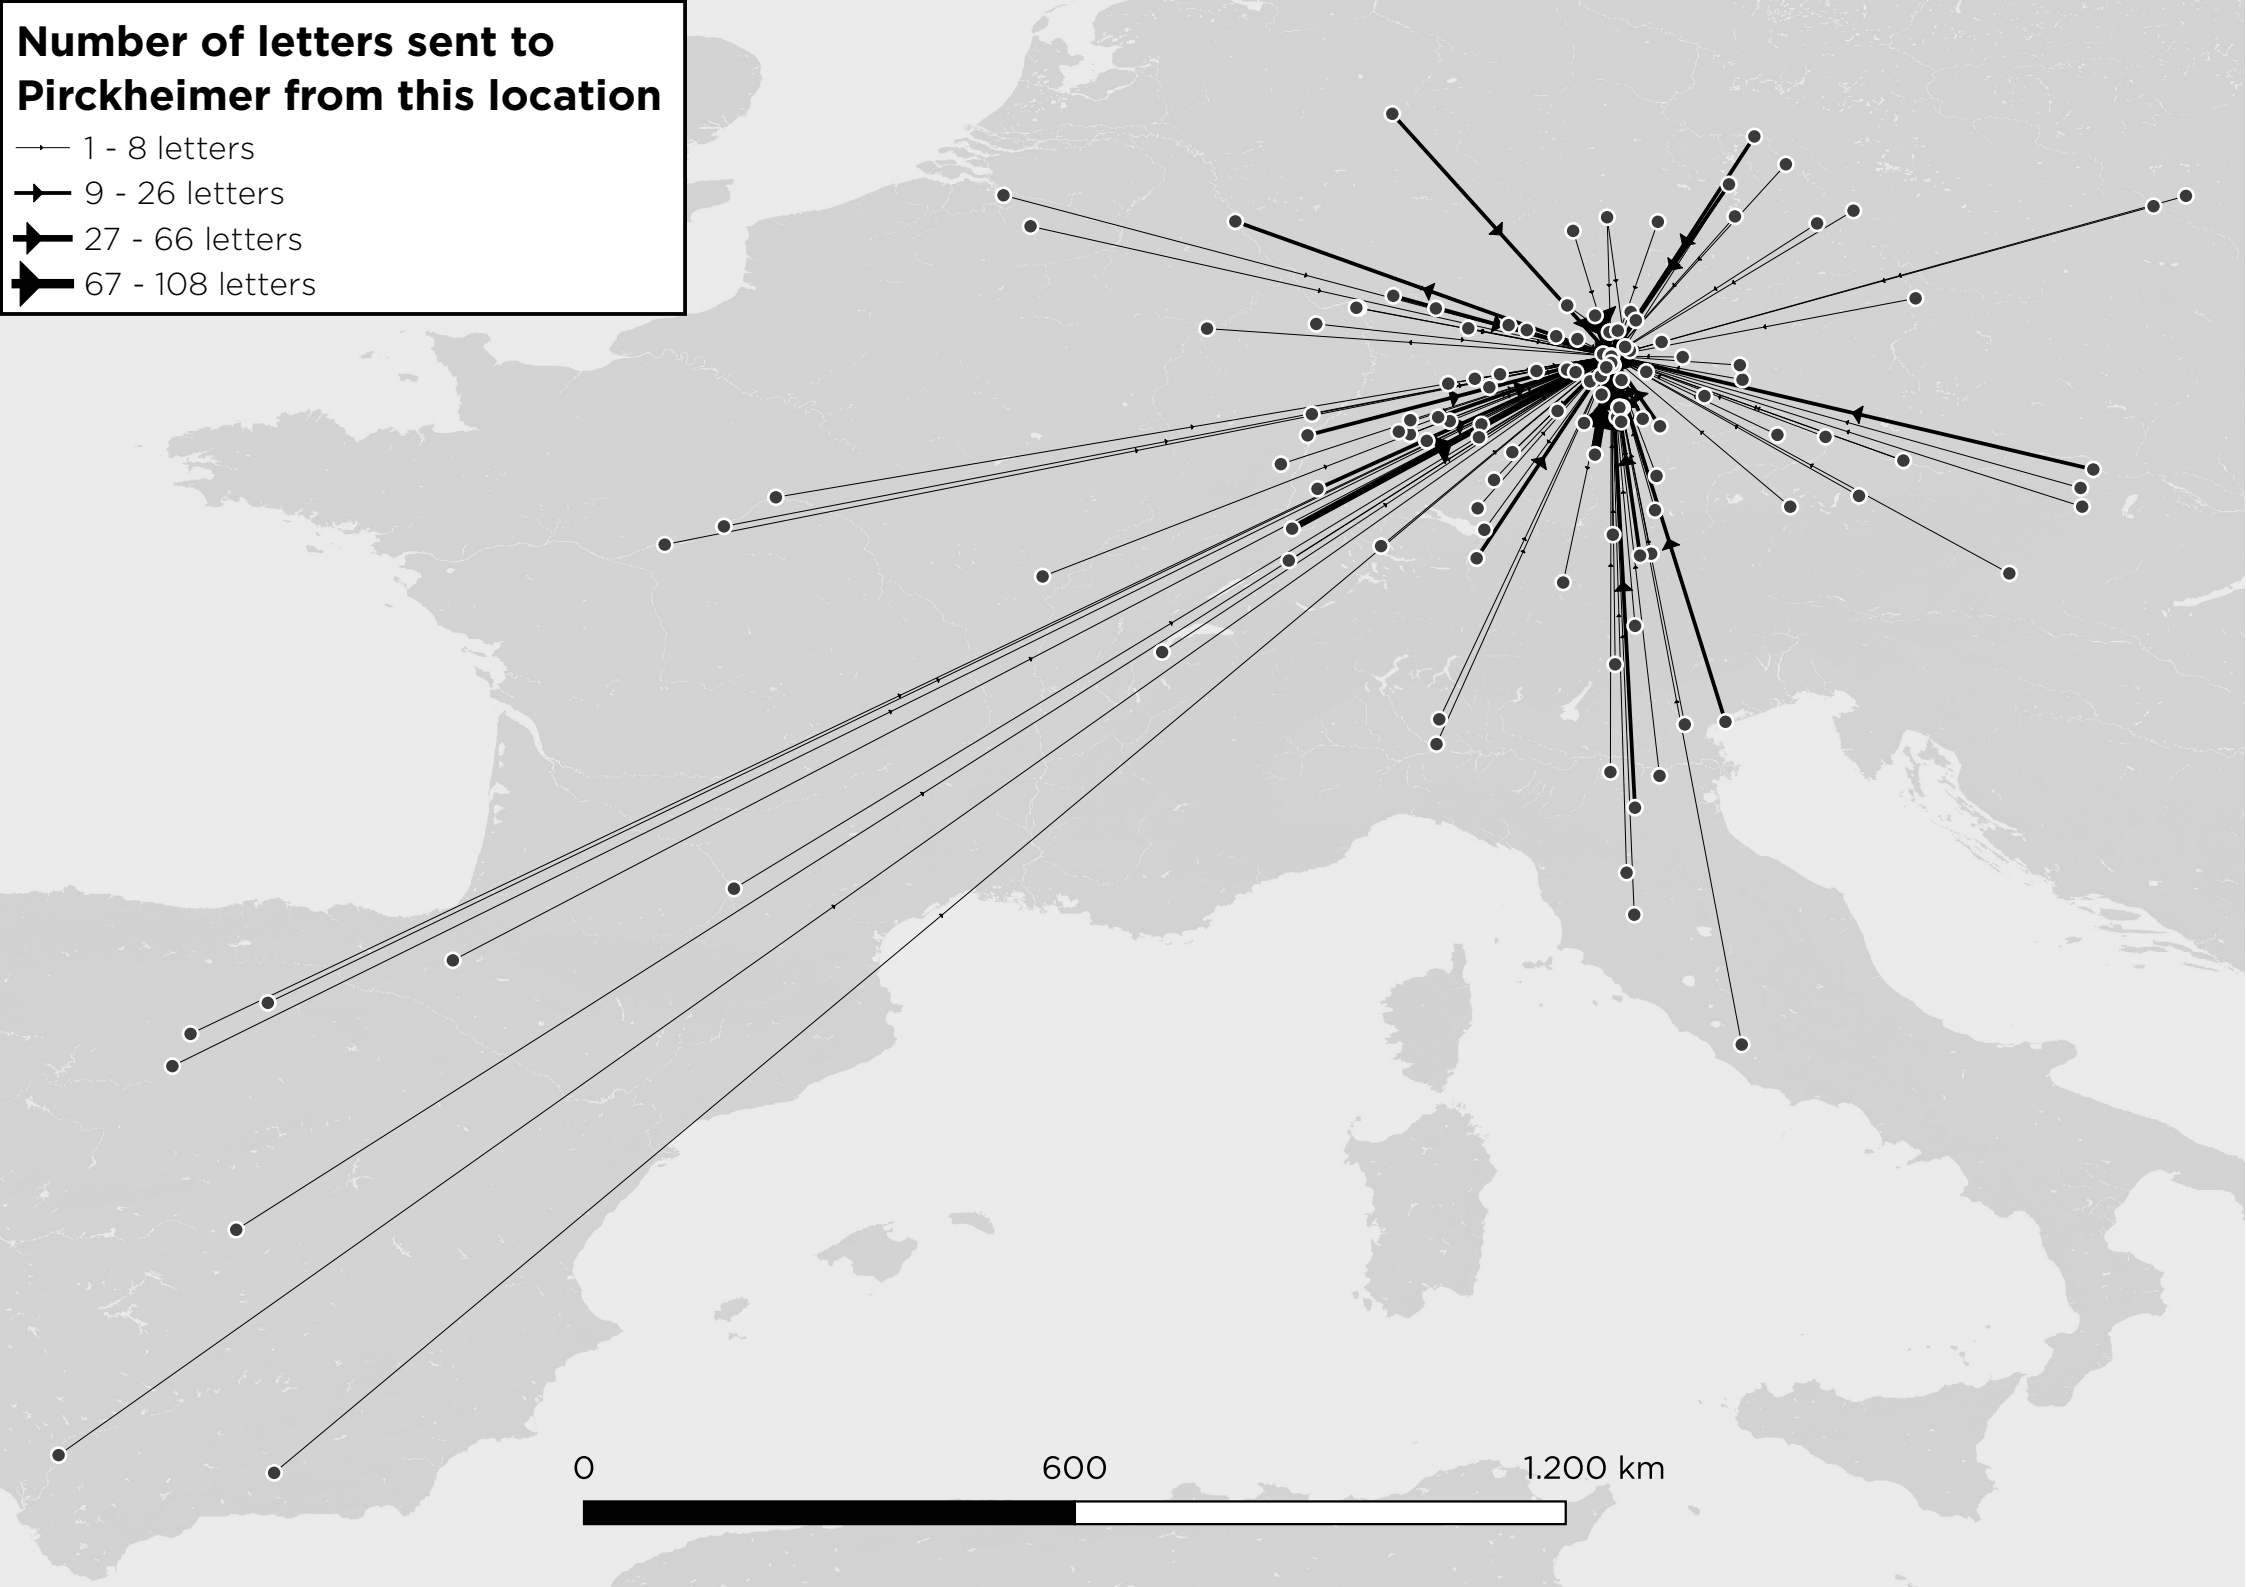 Number of letters sent to
Pirckheimer from this location
1 - 8 letters
9 - 26 letters
27 - 66 letters
67 - 108 letters
0 600 1.200 km